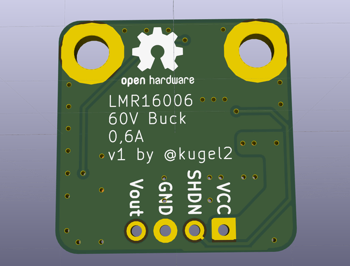 open hardware
LMR16006
60V Buck
0,6A
v1 by @kugel2
Vout
GND
SHDN
VCC